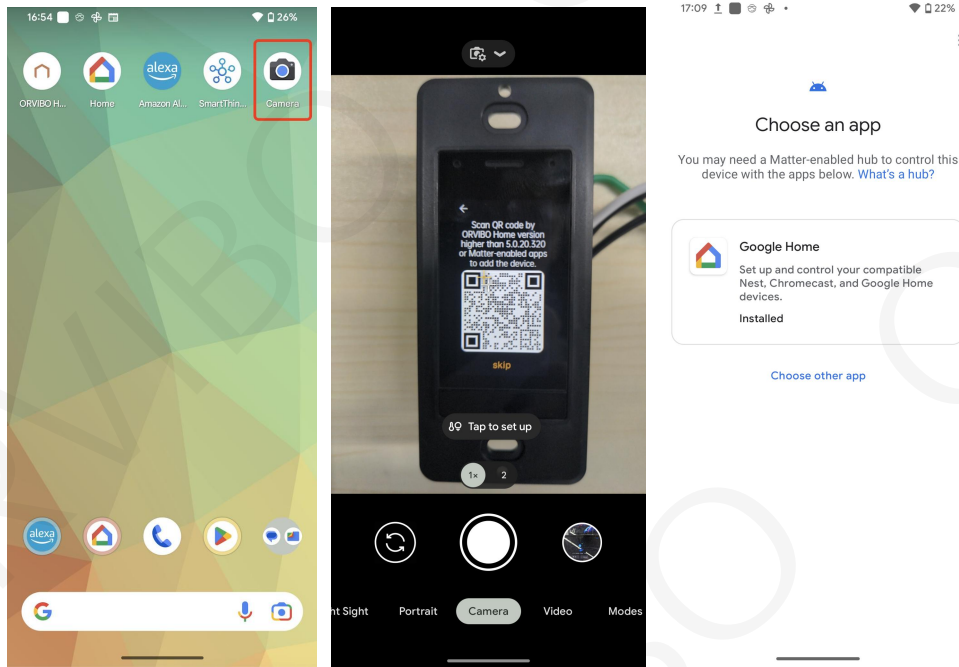 16:54
26%
ORVIBO H...
Home
alexa
Amazon Al...
SmartThin...
Camera
alexa
Scan QR code by
ORVIBO Home version
higher than 5.0.20.320
or Matter-enabled apps
to add the device.
skip
Tap to set up
1×
2
ht Sight
Portrait
Camera
Video
Modes
17:09
22%
Choose an app
You may need a Matter-enabled hub to control this
device with the apps below. What's a hub?
Google Home
Set up and control your compatible
Nest, Chromecast, and Google Home
devices.
Installed
Choose other app
ORVIBO